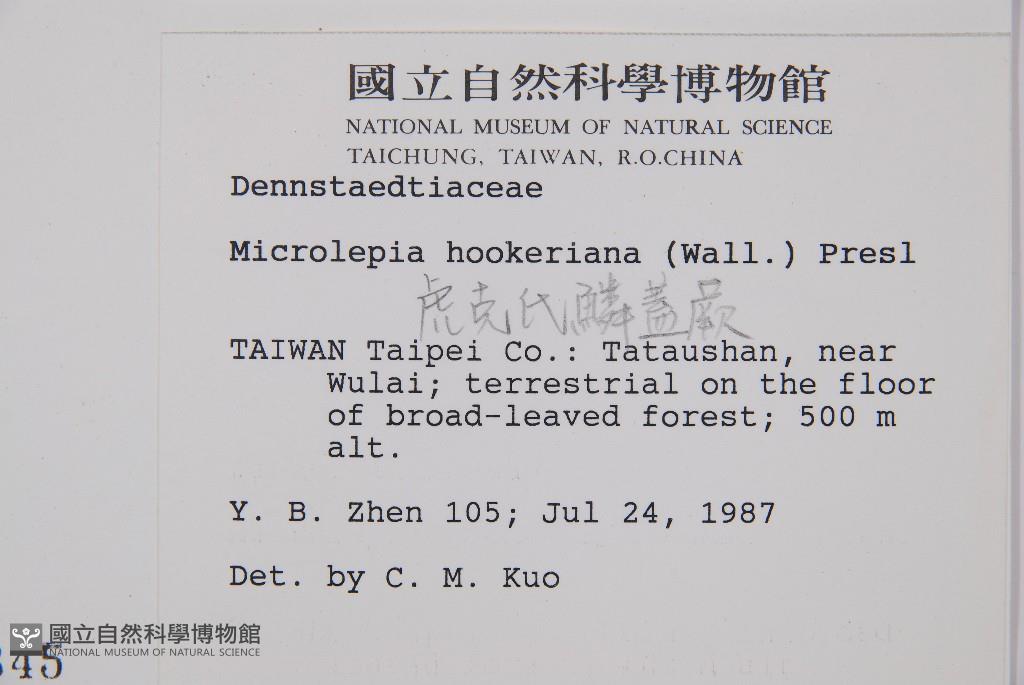 國立自然科學博物館
NATIONAL MUSEUM OF NATURAL SCIENCE
TAICHUNG, TAIWAN, R.O.CHINA
Dennstaedtiaceae
Microlepia hookeriana (Wall.) Presl
虎克氏鱗蓋蕨
TAIWAN Taipei Co.: Tataushan, near
Wulai; terrestrial on the floor
of broad-leaved forest; 500 m
alt.
Y. B. Zhen 105; Jul 24, 1987
Det. by C. M. Kuo
國立自然科學博物館
NATIONAL MUSEUM OF NATURAL SCIENCE
45